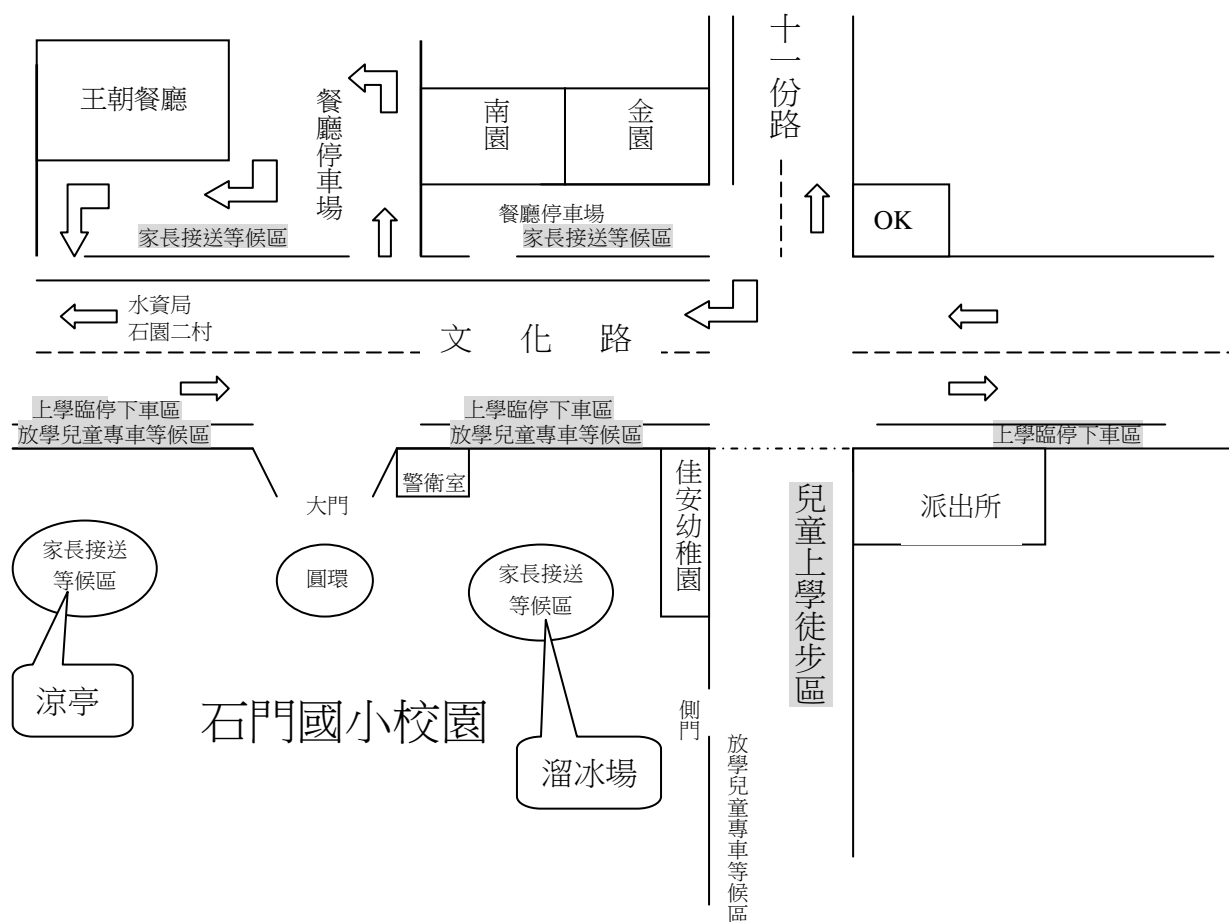 十一份路
王朝餐廳
餐廳停車場
南園
金園
OK
餐廳停車場
家長接送等候區
家長接送等候區
水資局
石園二村
文化路
上學臨停下車區
放學兒童專車等候區
上學臨停下車區
放學兒童專車等候區
上學臨停下車區
大門
警衛室
佳安幼稚園
兒童上學徒步區
派出所
家長接送
等候區
圓環
家長接送
等候區
涼亭
石門國小校園
溜冰場
側門
放學兒童專車等候區